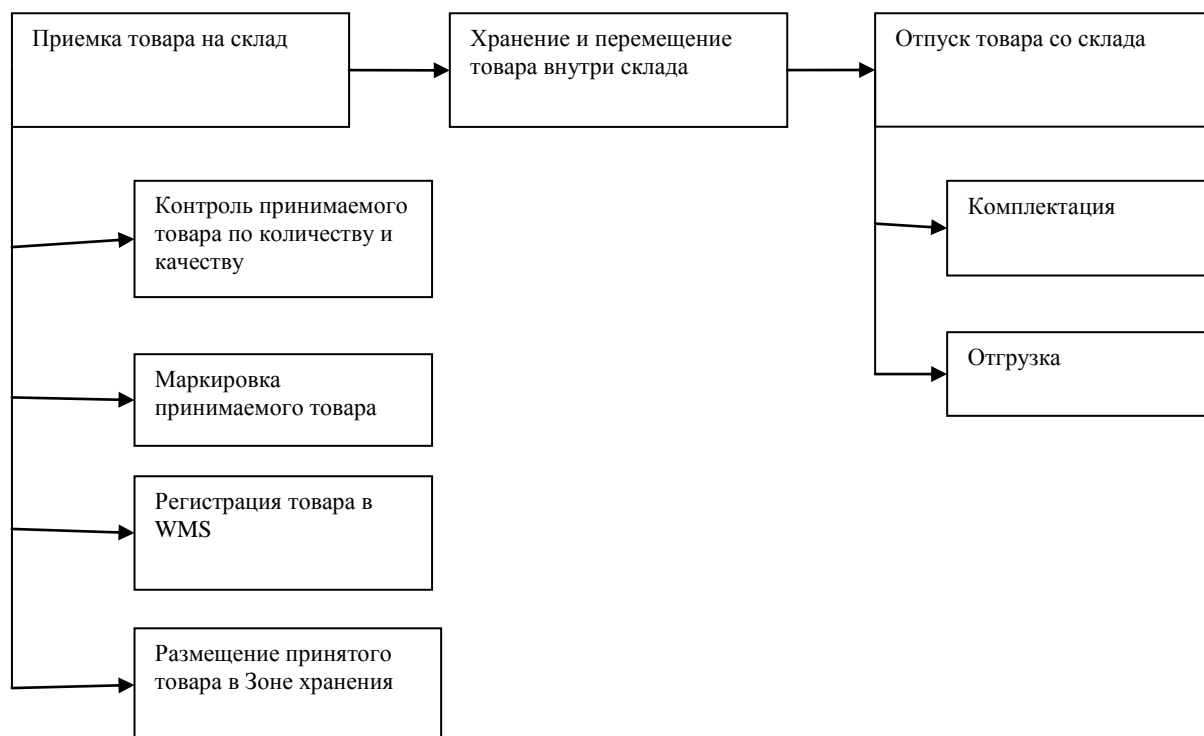 Приемка товара на склад
Хранение и перемещение
товара внутри склада
Отпуск товара со склада
Контроль принимаемого
товара по количеству и
качеству
Маркировка
принимаемого товара
Регистрация товара в
WMS
Размещение принятого
товара в Зоне хранения
Комплектация
Отгрузка